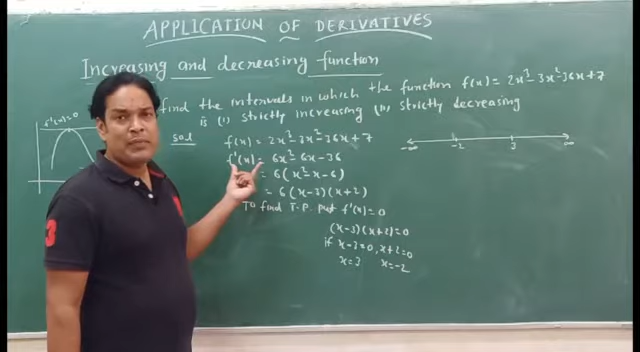 APPLICATION OF DERIVATIVES
Increasing and decreasing function
find the intervals in which the function f(x) = 2x³-3x²-36x+7
is (i) strictly increasing (ii) strictly decreasing
f'(x)=0
sol
f(x) = 2x³-3x²-36x+7
f'(x) = 6x²-6x-36
= 6(x²-x-6)
= 6(x-3)(x+2)
To find T.P. put f'(x)=0
(x-3)(x+2)=0
if x-3=0, x+2=0
x=3 x=-2
-∞ -2 3 ∞
3